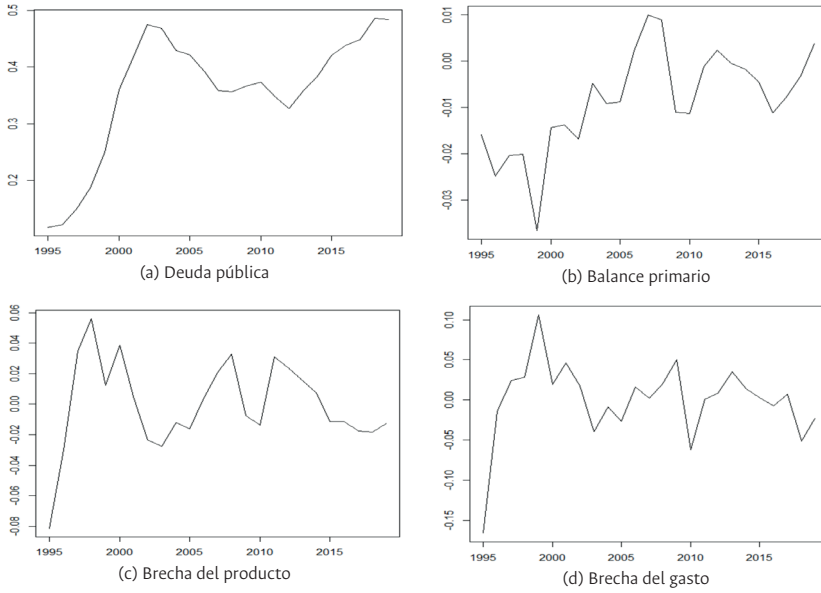 0.5
0.4
0.3
0.2
1995 2000 2005 2010 2015
(a) Deuda pública
0.01
0.00
-0.01
-0.02
-0.03
1995 2000 2005 2010 2015
(b) Balance primario
0.06
0.04
0.02
0.00
-0.02
-0.04
-0.06
-0.08
1995 2000 2005 2010 2015
(c) Brecha del producto
0.10
0.05
0.00
-0.05
-0.10
-0.15
1995 2000 2005 2010 2015
(d) Brecha del gasto